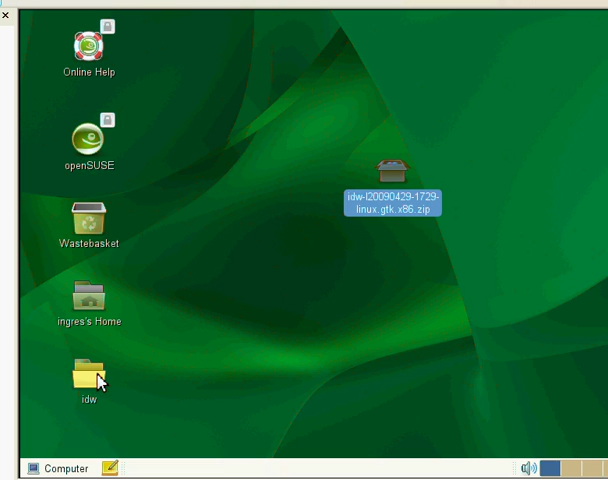 Online Help
openSUSE
Wastebasket
ingres's Home
idw
idw-I20090429-1729-
linux.gtk.x86.zip
Computer